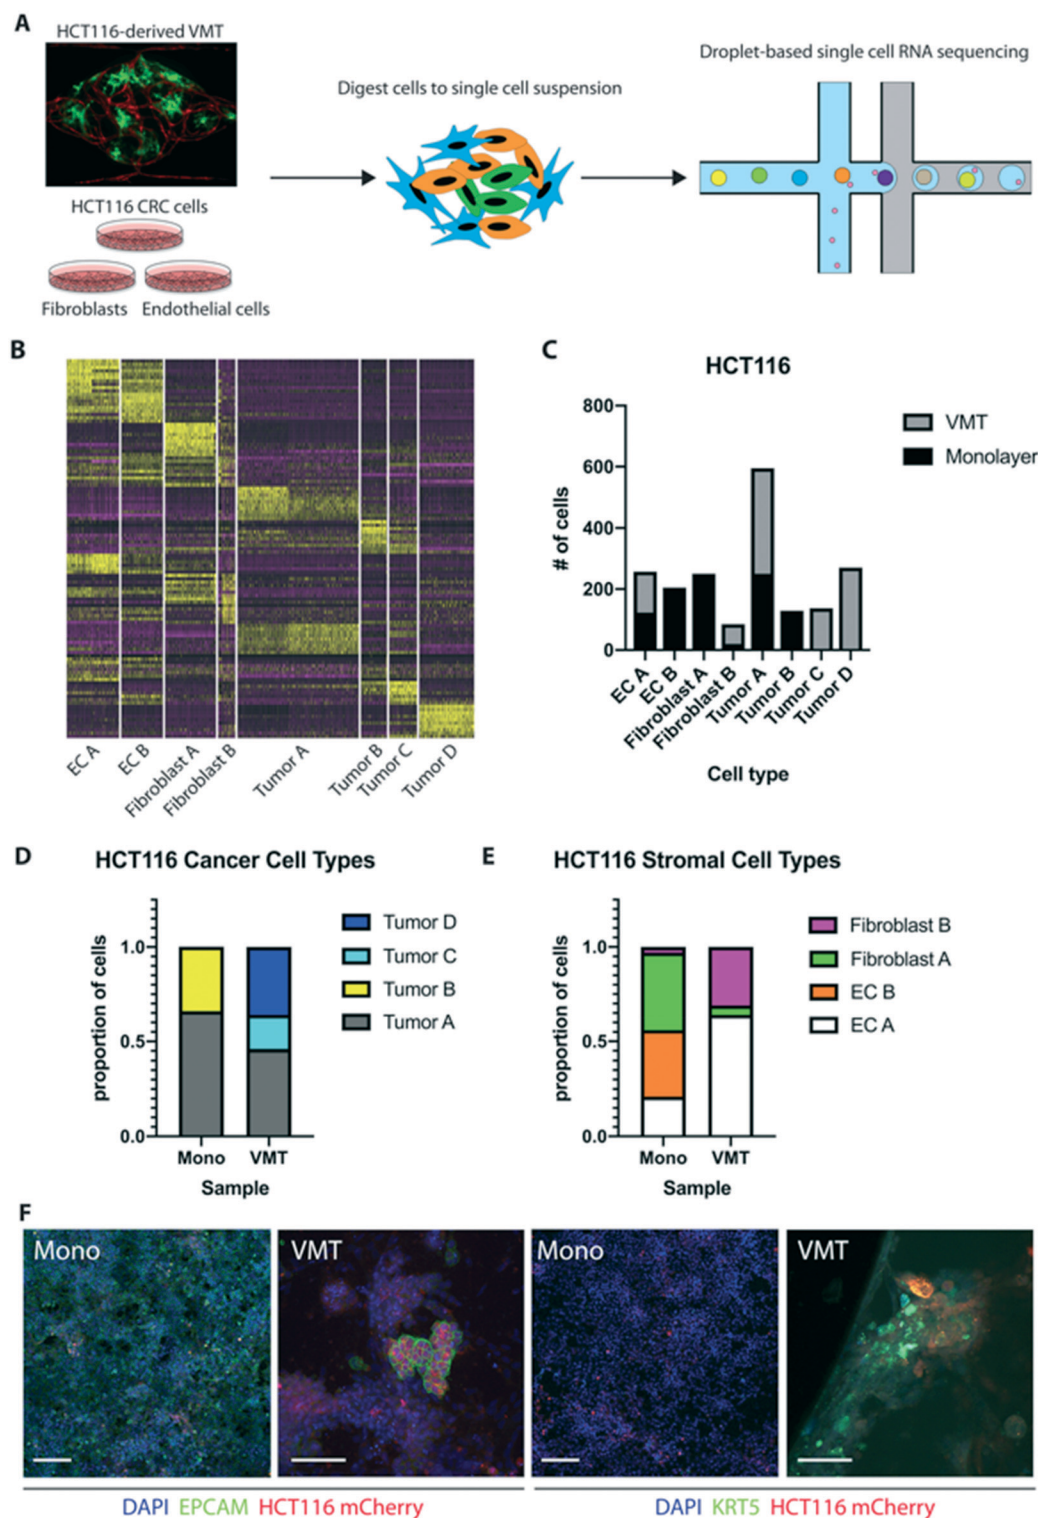 A
HCT116-derived VMT
HCT116 CRC cells
Fibroblasts Endothelial cells
Digest cells to single cell suspension
Droplet-based single cell RNA sequencing
B
EC A
EC B
Fibroblast A
Fibroblast B
Tumor A
Tumor B
Tumor C
Tumor D
C
HCT116
800
600
400
200
0
# of cells
VMT
Monolayer
EC A
EC B
Fibroblast A
Fibroblast B
Tumor A
Tumor B
Tumor C
Tumor D
Cell type
D
HCT116 Cancer Cell Types
proportion of cells
1.0
0.5
0.0
Mono VMT
Sample
Tumor D
Tumor C
Tumor B
Tumor A
E
HCT116 Stromal Cell Types
proportion of cells
1.0
0.5
0.0
Mono VMT
Sample
Fibroblast B
Fibroblast A
EC B
EC A
F
Mono
VMT
Mono
VMT
DAPI EPCAM HCT116 mCherry
DAPI KRT5 HCT116 mCherry